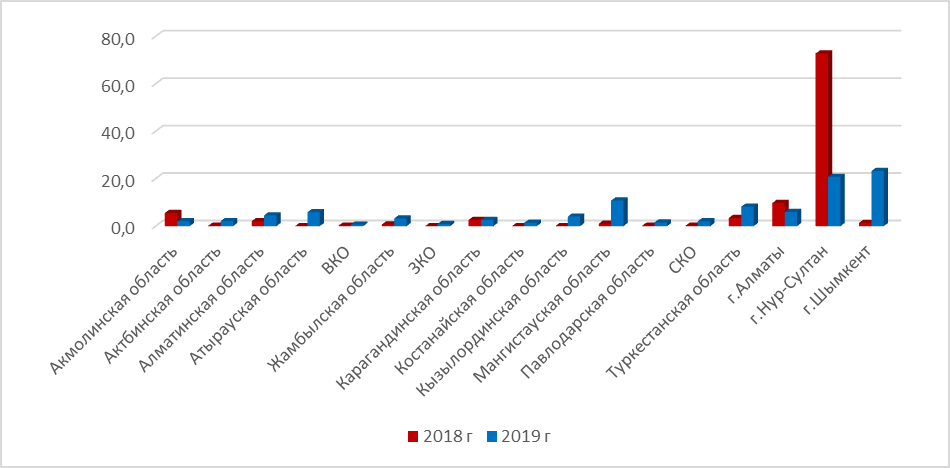 80,0
60,0
40,0
20,0
0,0
Акмолинская область
Актбинская область
Алматинская область
Атырауская область
ВКО
Жамбылская область
ЗКО
Карагандинская область
Костанайская область
Кызылординская область
Мангистауская область
Павлодарская область
СКО
Туркестанская область
г.Алматы
г.Нур-Султан
г.Шымкент
2018 г 2019 г